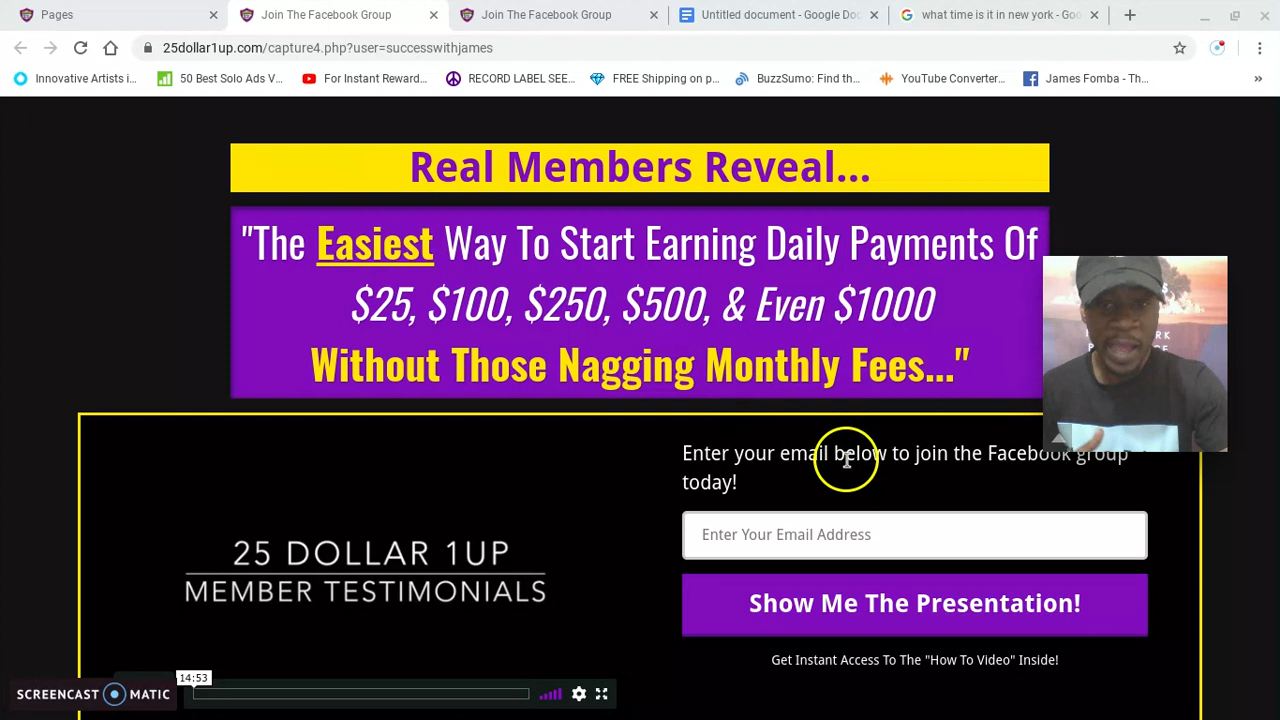 Pages
Join The Facebook Group
Join The Facebook Group
Untitled document - Google Doc
what time is it in new york - Goo
25dollar1up.com/capture4.php?user=successwithjames
Innovative Artists i...
50 Best Solo Ads V...
For Instant Reward...
RECORD LABEL SEE...
FREE Shipping on p...
BuzzSumo: Find th...
YouTube Converter...
James Fomba - Th...
Real Members Reveal...
"The Easiest Way To Start Earning Daily Payments Of
$25, $100, $250, $500, & Even $1000
Without Those Nagging Monthly Fees..."
Enter your email below to join the Facebook group
today!
Enter Your Email Address
25 DOLLAR 1UP
MEMBER TESTIMONIALS
Show Me The Presentation!
Get Instant Access To The "How To Video" Inside!
14:53
SCREENCAST MATIC